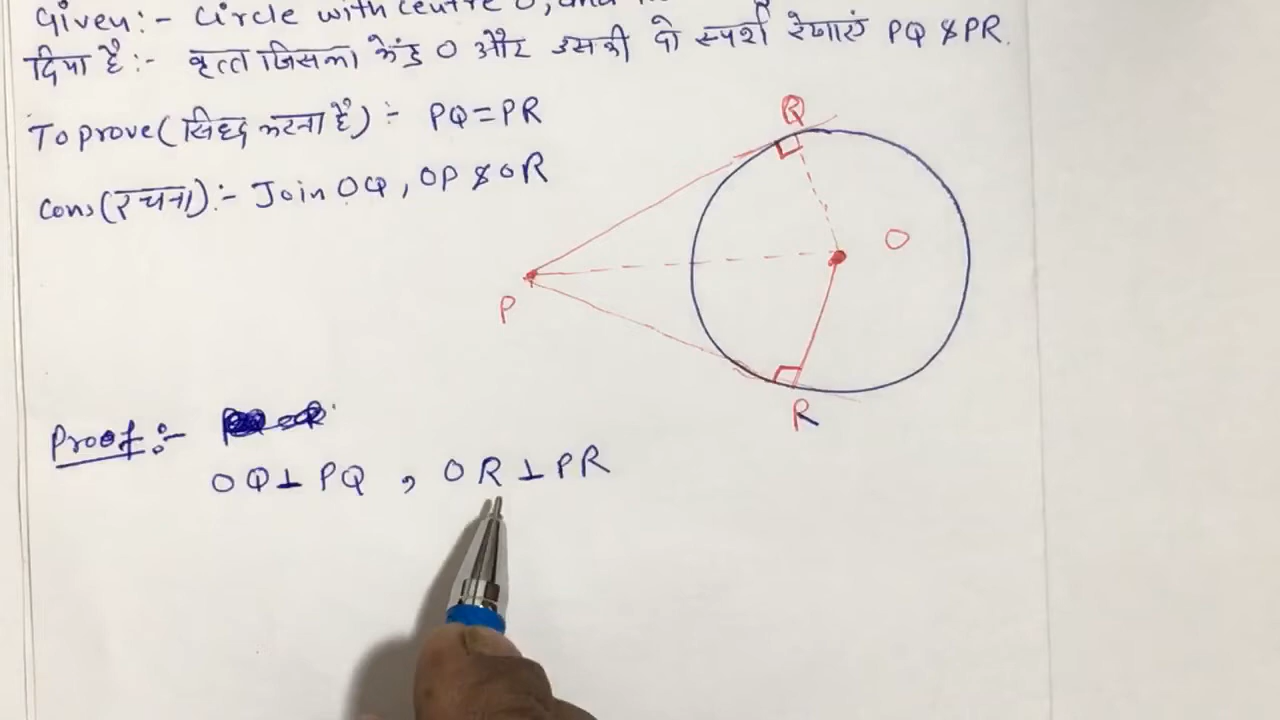 Given:- Circle with centre O, and
दिया है:- वृत्त जिसका केंद्र O और उसकी दो स्पर्श रेखाएं PQ & PR.
To prove (सिद्ध करना है) :- PQ = PR
Cons (रचना) :- Join OQ, OP & OR
Q
O
P
R
Proof :-
OQ ⊥ PQ , OR ⊥ PR